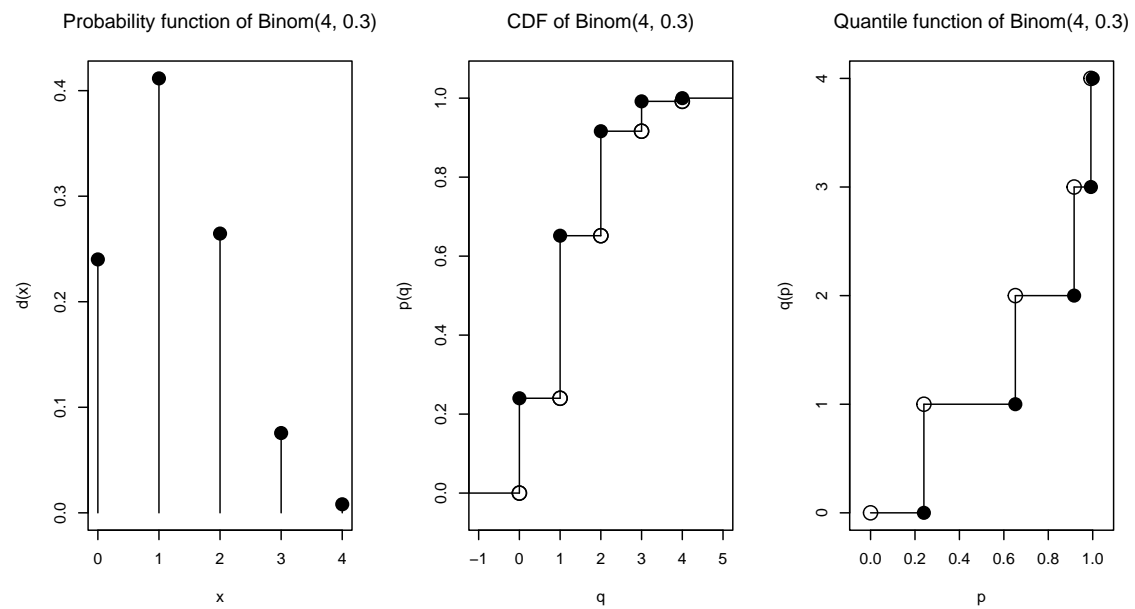 Probability function of Binom(4, 0.3)
d(x)
0.4
0.3
0.2
0.1
0.0
0 1 2 3 4
x
CDF of Binom(4, 0.3)
p(q)
1.0
0.8
0.6
0.4
0.2
0.0
−1 0 1 2 3 4 5
q
Quantile function of Binom(4, 0.3)
q(p)
4
3
2
1
0
0.0 0.2 0.4 0.6 0.8 1.0
p